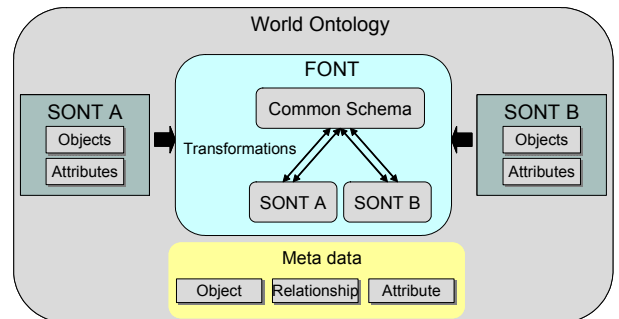 World Ontology
SONT A
Objects
Attributes
FONT
Common Schema
Transformations
SONT A
SONT B
SONT B
Objects
Attributes
Meta data
Object
Relationship
Attribute